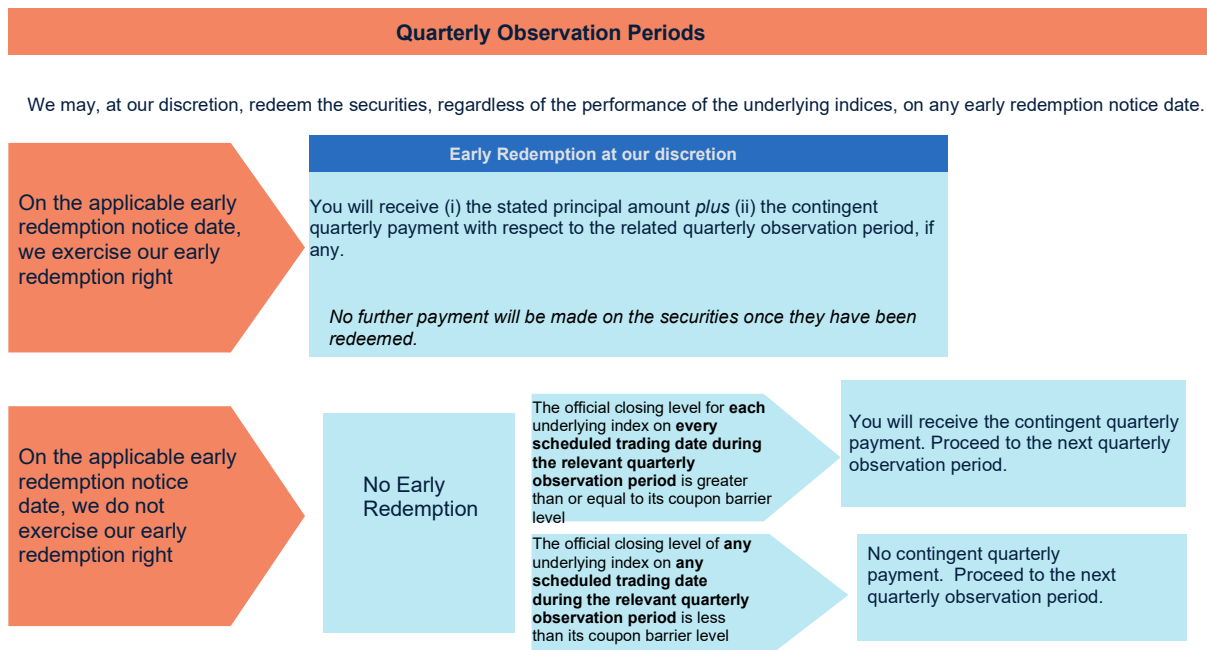 Quarterly Observation Periods
We may, at our discretion, redeem the securities, regardless of the performance of the underlying indices, on any early redemption notice date.
On the applicable early
redemption notice date,
we exercise our early
redemption right
Early Redemption at our discretion
You will receive (i) the stated principal amount plus (ii) the contingent
quarterly payment with respect to the related quarterly observation period, if
any.
No further payment will be made on the securities once they have been
redeemed.
On the applicable early
redemption notice
date, we do not
exercise our early
redemption right
No Early
Redemption
The official closing level for each
underlying index on every
scheduled trading date during
the relevant quarterly
observation period is greater
than or equal to its coupon barrier
level
You will receive the contingent quarterly
payment. Proceed to the next quarterly
observation period.
The official closing level of any
underlying index on any
scheduled trading date
during the relevant quarterly
observation period is less
than its coupon barrier level
No contingent quarterly
payment. Proceed to the next
quarterly observation period.